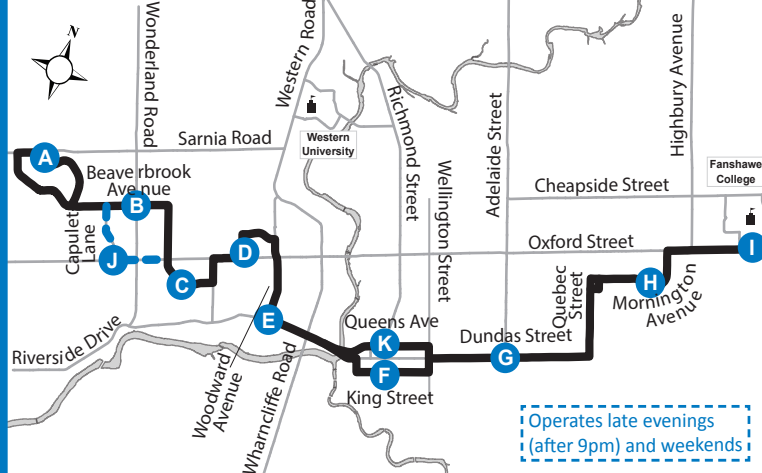 N
Wonderland Road
Western Road
Highbury Avenue
Richmond Street
Adelaide Street
Wellington Street
Sarnia Road
Western
University
A
Beaverbrook
Avenue
B
Capulet
Lane
Fanshawe
College
Cheapside Street
Oxford Street
I
D
J
C
H
Quebec
Street
Mornington
Avenue
E
Queens Ave
K
Dundas Street
G
Riverside Drive
Woodward
Avenue
Wharncliffe Road
F
King Street
Operates late evenings
(after 9pm) and weekends